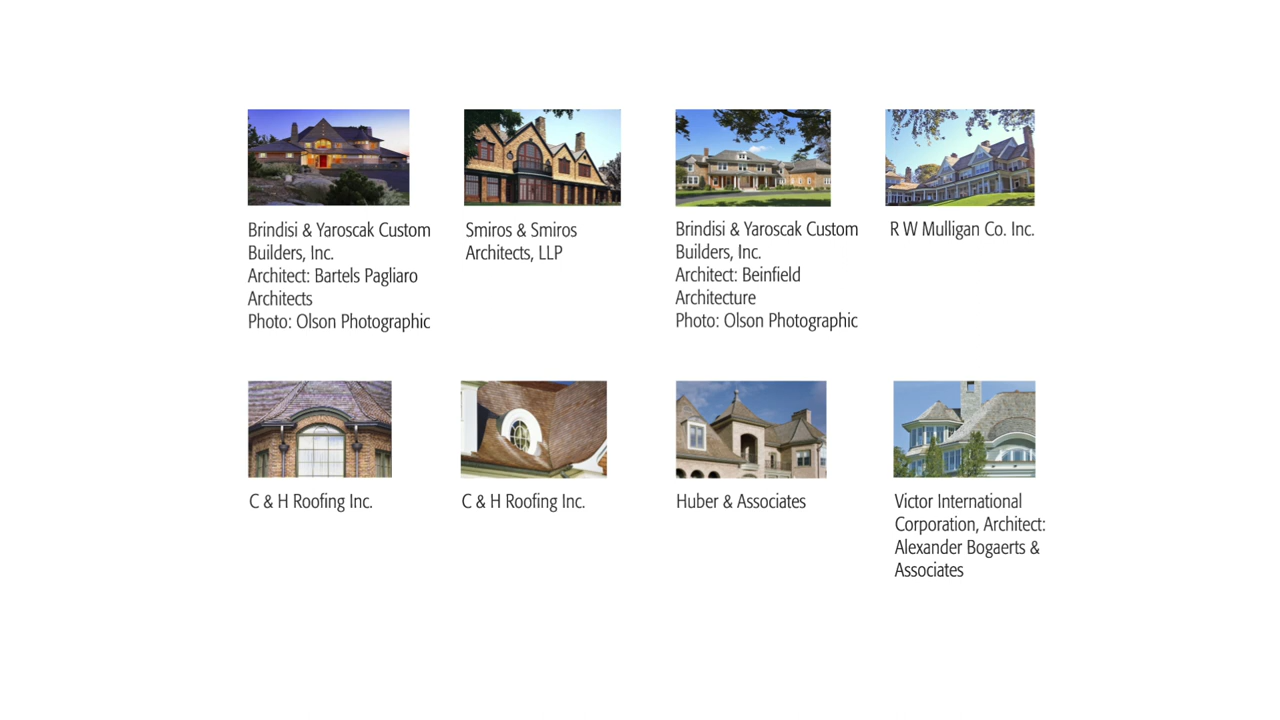 Brindisi & Yaroscak Custom
Builders, Inc.
Architect: Bartels Pagliaro
Architects
Photo: Olson Photographic
Smiros & Smiros
Architects, LLP
Brindisi & Yaroscak Custom
Builders, Inc.
Architect: Beinfield
Architecture
Photo: Olson Photographic
R W Mulligan Co. Inc.
C & H Roofing Inc.
C & H Roofing Inc.
Huber & Associates
Victor International
Corporation, Architect:
Alexander Bogaerts &
Associates